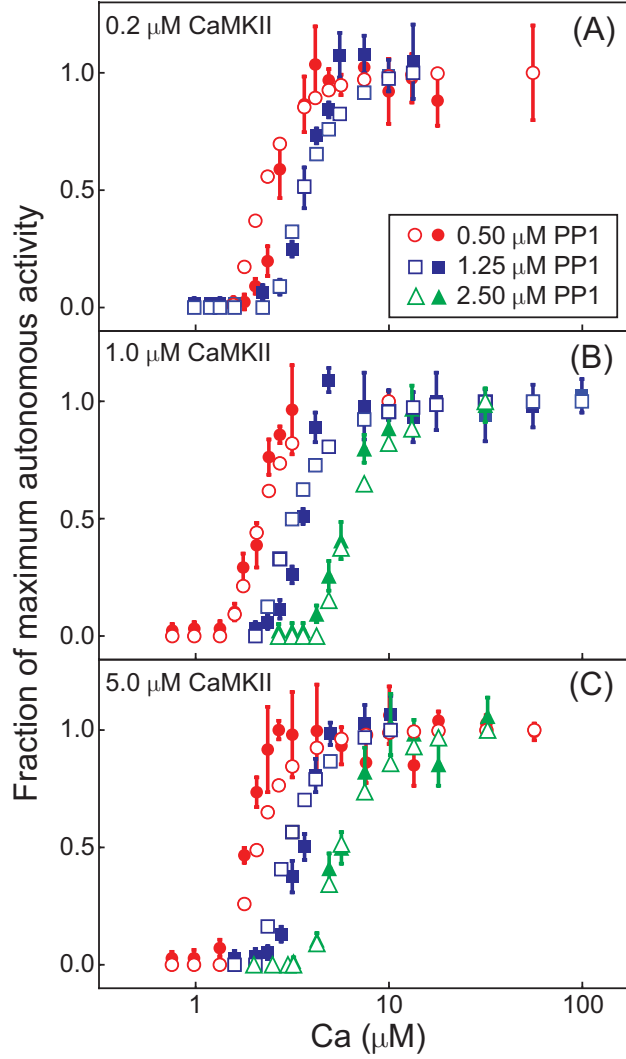 0.2 μM CaMKII
(A)
1.0
0.5
0.0
0.50 μM PP1
1.25 μM PP1
2.50 μM PP1
1.0 μM CaMKII
(B)
1.0
0.5
0.0
5.0 μM CaMKII
(C)
1.0
0.5
0.0
1
10
100
Ca (μM)
Fraction of maximum autonomous activity